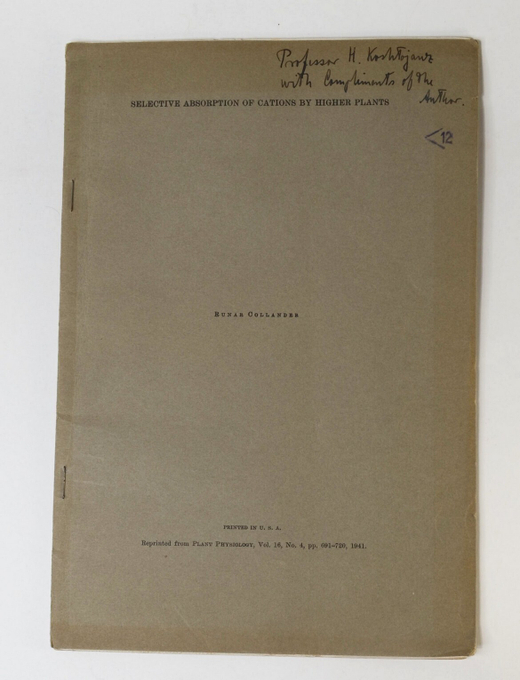 Professor H. Koshtojanz
with Compliments of the
Author.
SELECTIVE ABSORPTION OF CATIONS BY HIGHER PLANTS
<12
RUNAR COLLANDER
PRINTED IN U. S. A.
Reprinted from PLANT PHYSIOLOGY, Vol. 16, No. 4, pp. 691-720, 1941.